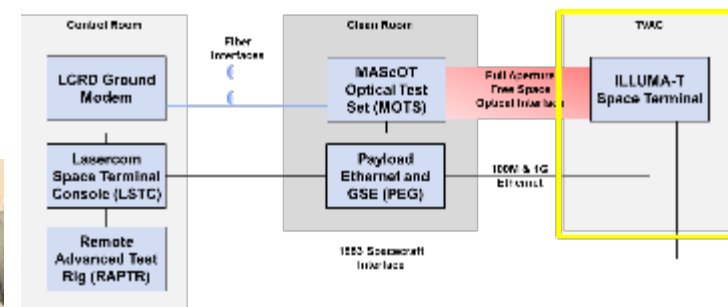 Control Room
LCRD Ground
Modem
Lasercom
Space Terminal
Console (LSTC)
Remote
Advanced Test
Rig (RAPTR)
Fiber
Interfaces
Clean Room
MAScOT
Optical Test
Set (MOTS)
Payload
Ethernet and
GSE (PEG)
1553 Spacecraft
Interface
Full Aperture
Free Space
Optical Interface
100M & 1G
Ethernet
TVAC
ILLUMA-T
Space Terminal